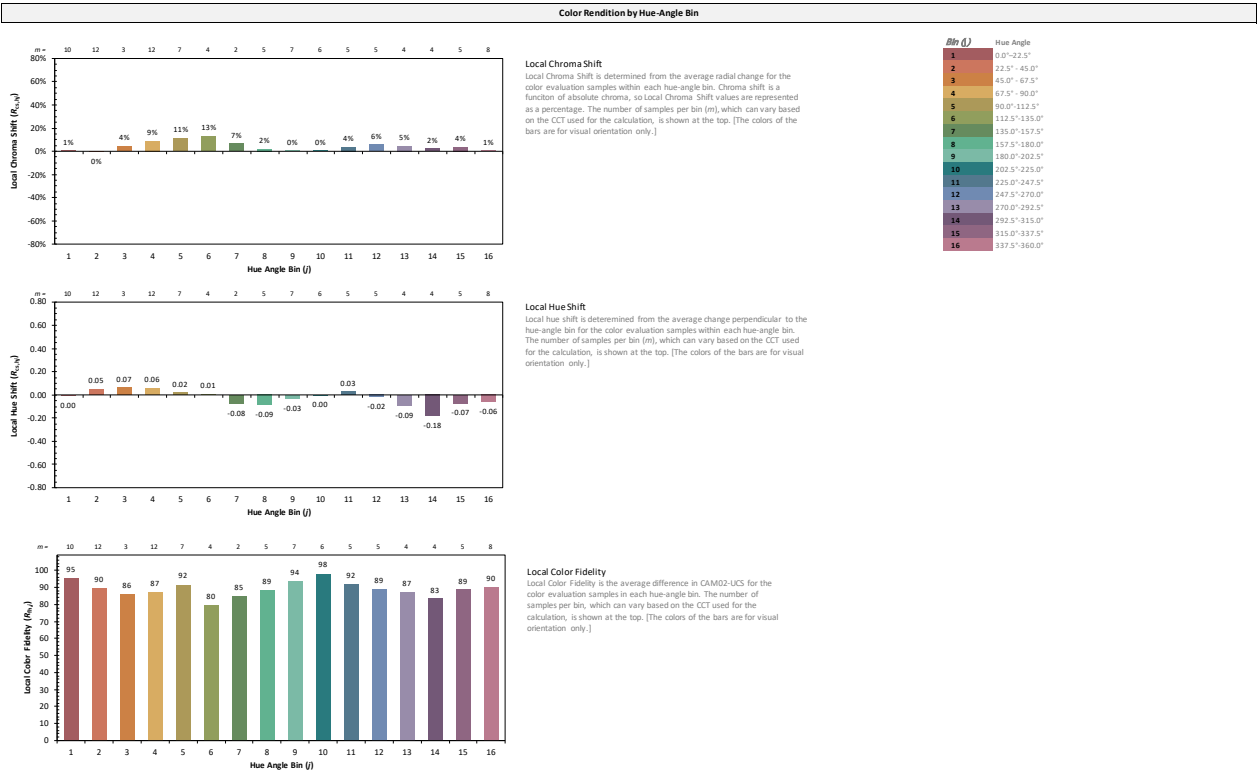 Color Rendition by Hue-Angle Bin
m = 10 12 3 12 7 4 2 5 5 6 5 5 4 4 5 8
80%
60%
40%
20%
0%
-20%
-40%
-60%
-80%
Local Chroma Shift (Rcs,hj)
1% 0% 4% 9% 11% 13% 7% 2% 0% 0% 4% 6% 5% 2% 4% 1%
1 2 3 4 5 6 7 8 9 10 11 12 13 14 15 16
Hue Angle Bin (j)
Local Chroma Shift
Local Chroma Shift is determined from the average radial change for the
color evaluation samples within each hue-angle bin. Chroma shift is a
funciton of absolute chroma, so Local Chroma Shift values are represented
as a percentage. The number of samples per bin (m), which can vary based
on the CCT used for the calculation, is shown at the top. [The colors of the
bars are for visual orientation only.]
Bin (j) Hue Angle
1 0.0°-22.5°
2 22.5° - 45.0°
3 45.0° - 67.5°
4 67.5° - 90.0°
5 90.0°-112.5°
6 112.5°-135.0°
7 135.0°-157.5°
8 157.5°-180.0°
9 180.0°-202.5°
10 202.5°-225.0°
11 225.0°-247.5°
12 247.5°-270.0°
13 270.0°-292.5°
14 292.5°-315.0°
15 315.0°-337.5°
16 337.5°-360.0°
m = 10 12 3 12 7 4 2 5 5 6 5 5 4 4 5 8
0.80
0.60
0.40
0.20
0.00
-0.20
-0.40
-0.60
-0.80
Local Hue Shift (Rcs,hj)
0.00 0.05 0.07 0.06 0.02 0.01 -0.08 -0.09 -0.03 0.00 0.03 -0.02 -0.09 -0.18 -0.07 -0.06
1 2 3 4 5 6 7 8 9 10 11 12 13 14 15 16
Hue Angle Bin (j)
Local Hue Shift
Local hue shift is deteremined from the average change perpendicular to the
hue-angle bin for the color evaluation samples within each hue-angle bin.
The number of samples per bin (m), which can vary based on the CCT used
for the calculation, is shown at the top. [The colors of the bars are for visual
orientation only.]
m = 10 12 3 12 7 4 2 5 5 6 5 5 4 4 5 8
100
90
80
70
60
50
40
30
20
10
0
Local Color Fidelity (Rfh,j)
95 90 86 87 92 80 85 89 94 98 92 89 87 83 89 90
1 2 3 4 5 6 7 8 9 10 11 12 13 14 15 16
Hue Angle Bin (j)
Local Color Fidelity
Local Color Fidelity is the average difference in CAM02-UCS for the
color evaluation samples in each hue-angle bin. The number of
samples per bin, which can vary based on the CCT used for the
calculation, is shown at the top. [The colors of the bars are for visual
orientation only.]